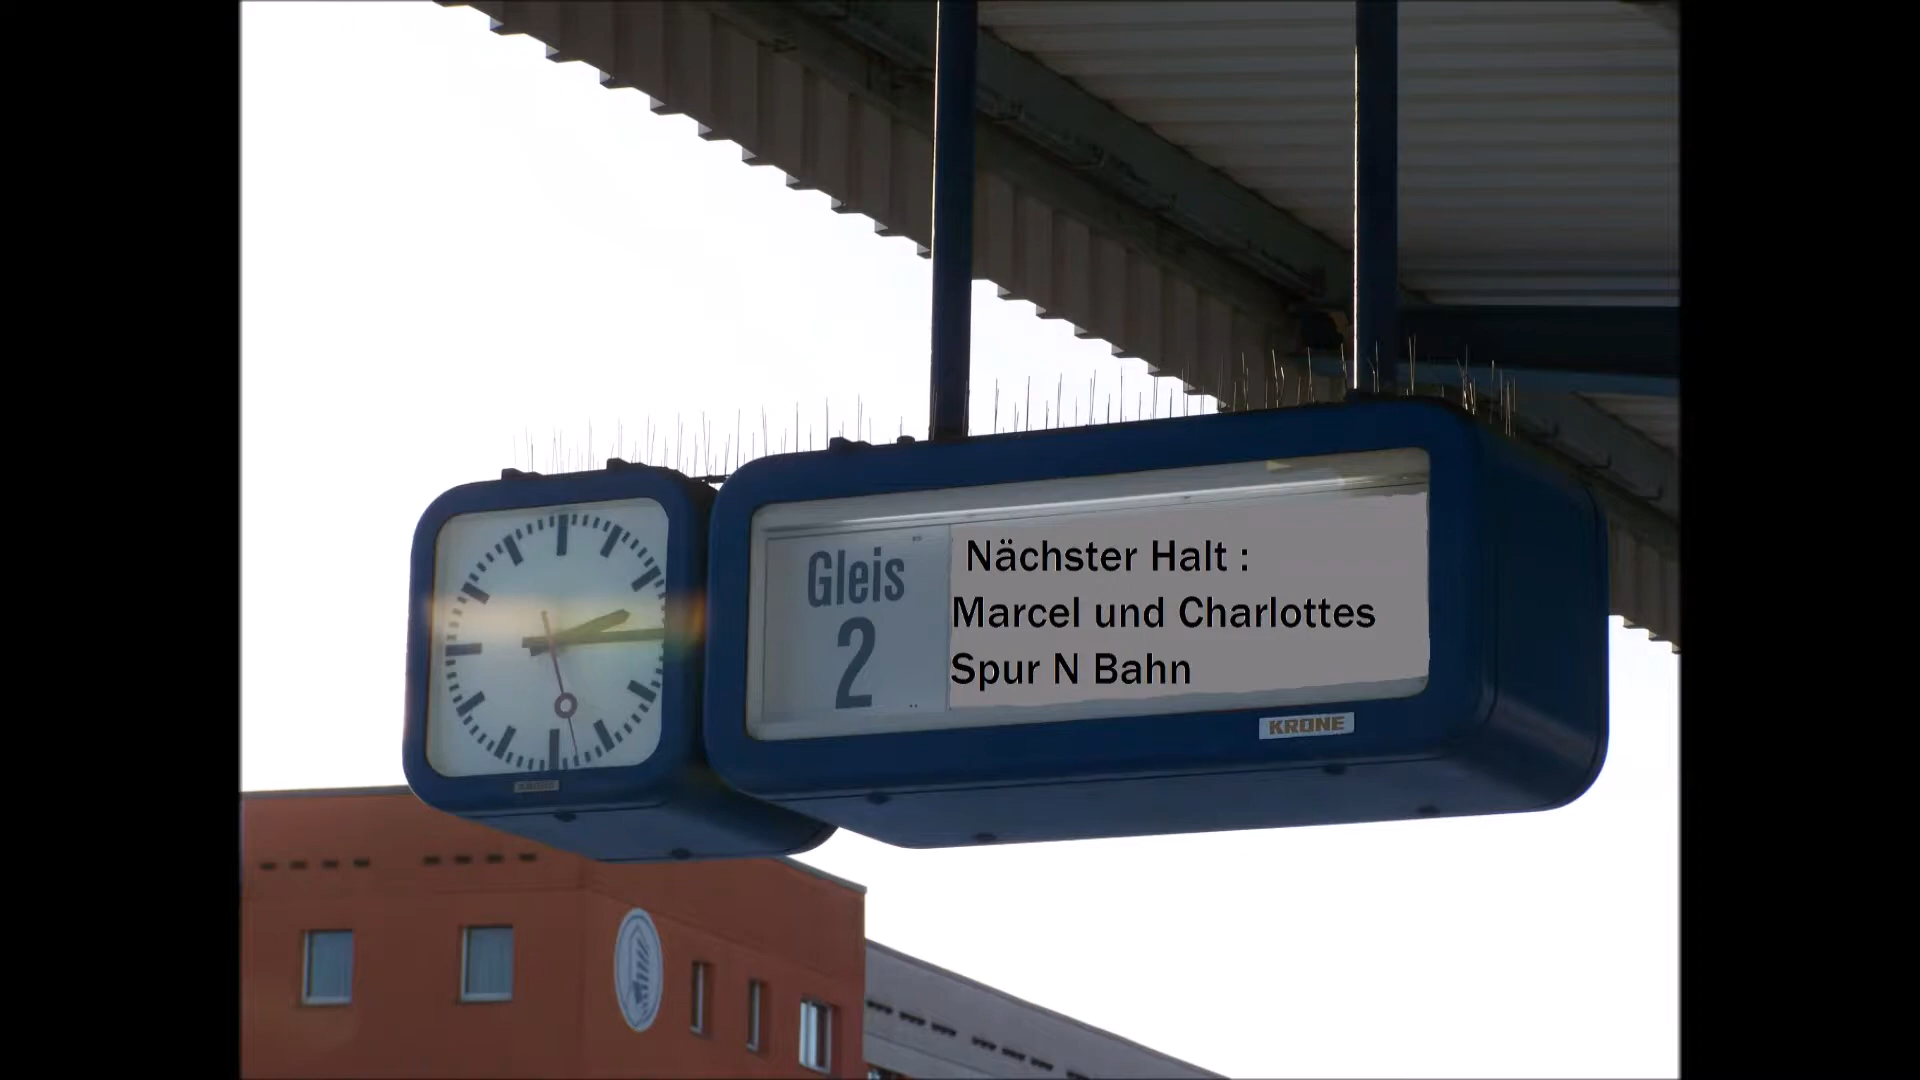 Gleis
2
Nächster Halt :
Marcel und Charlottes
Spur N Bahn
KRONE